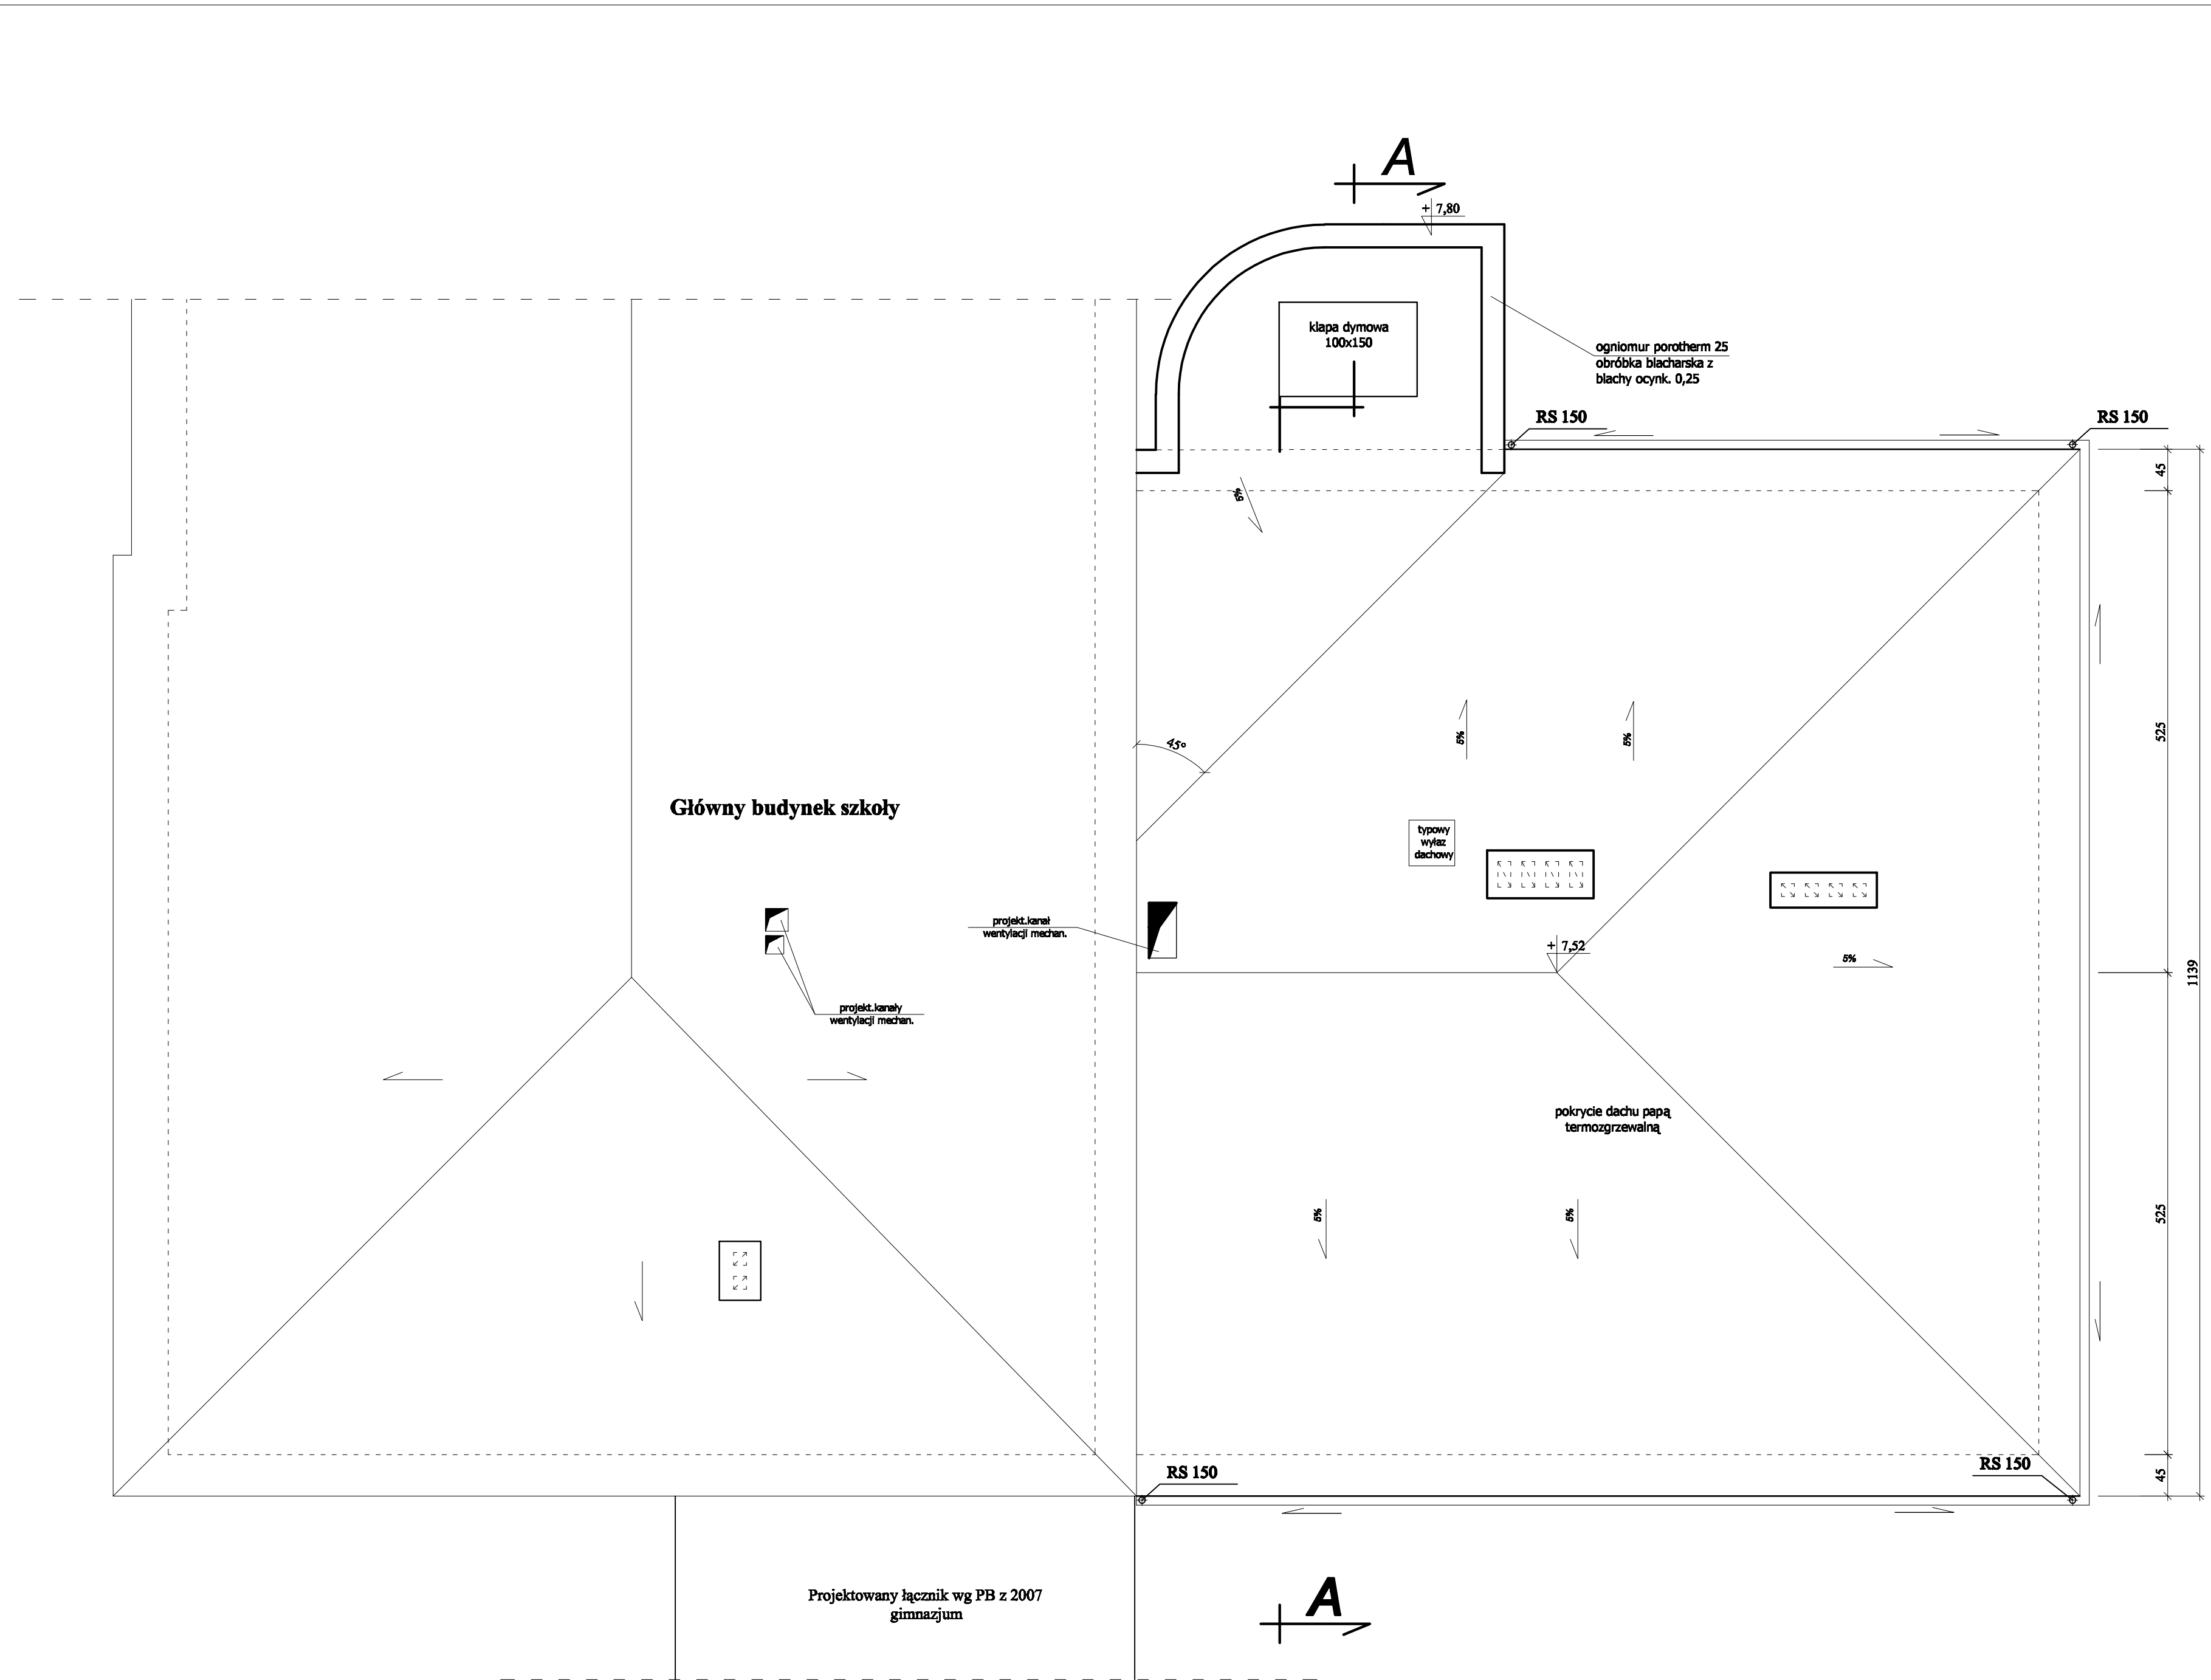 A
+ 7,80
klapa dymowa
100x150
ogniomur porotherm 25
obróbka blacharska z
blachy ocynk. 0,25
RS 150
RS 150
45
5%
525
5%
5%
45°
Główny budynek szkoły
typowy
wyłaz
dachowy
projekt.kanał
wentylacji mechan.
+ 7,52
5%
1139
projekt.kanały
wentylacji mechan.
pokrycie dachu papą
termozgrzewalną
5%
5%
525
RS 150
RS 150
45
Projektowany łącznik wg PB z 2007
gimnazjum
A